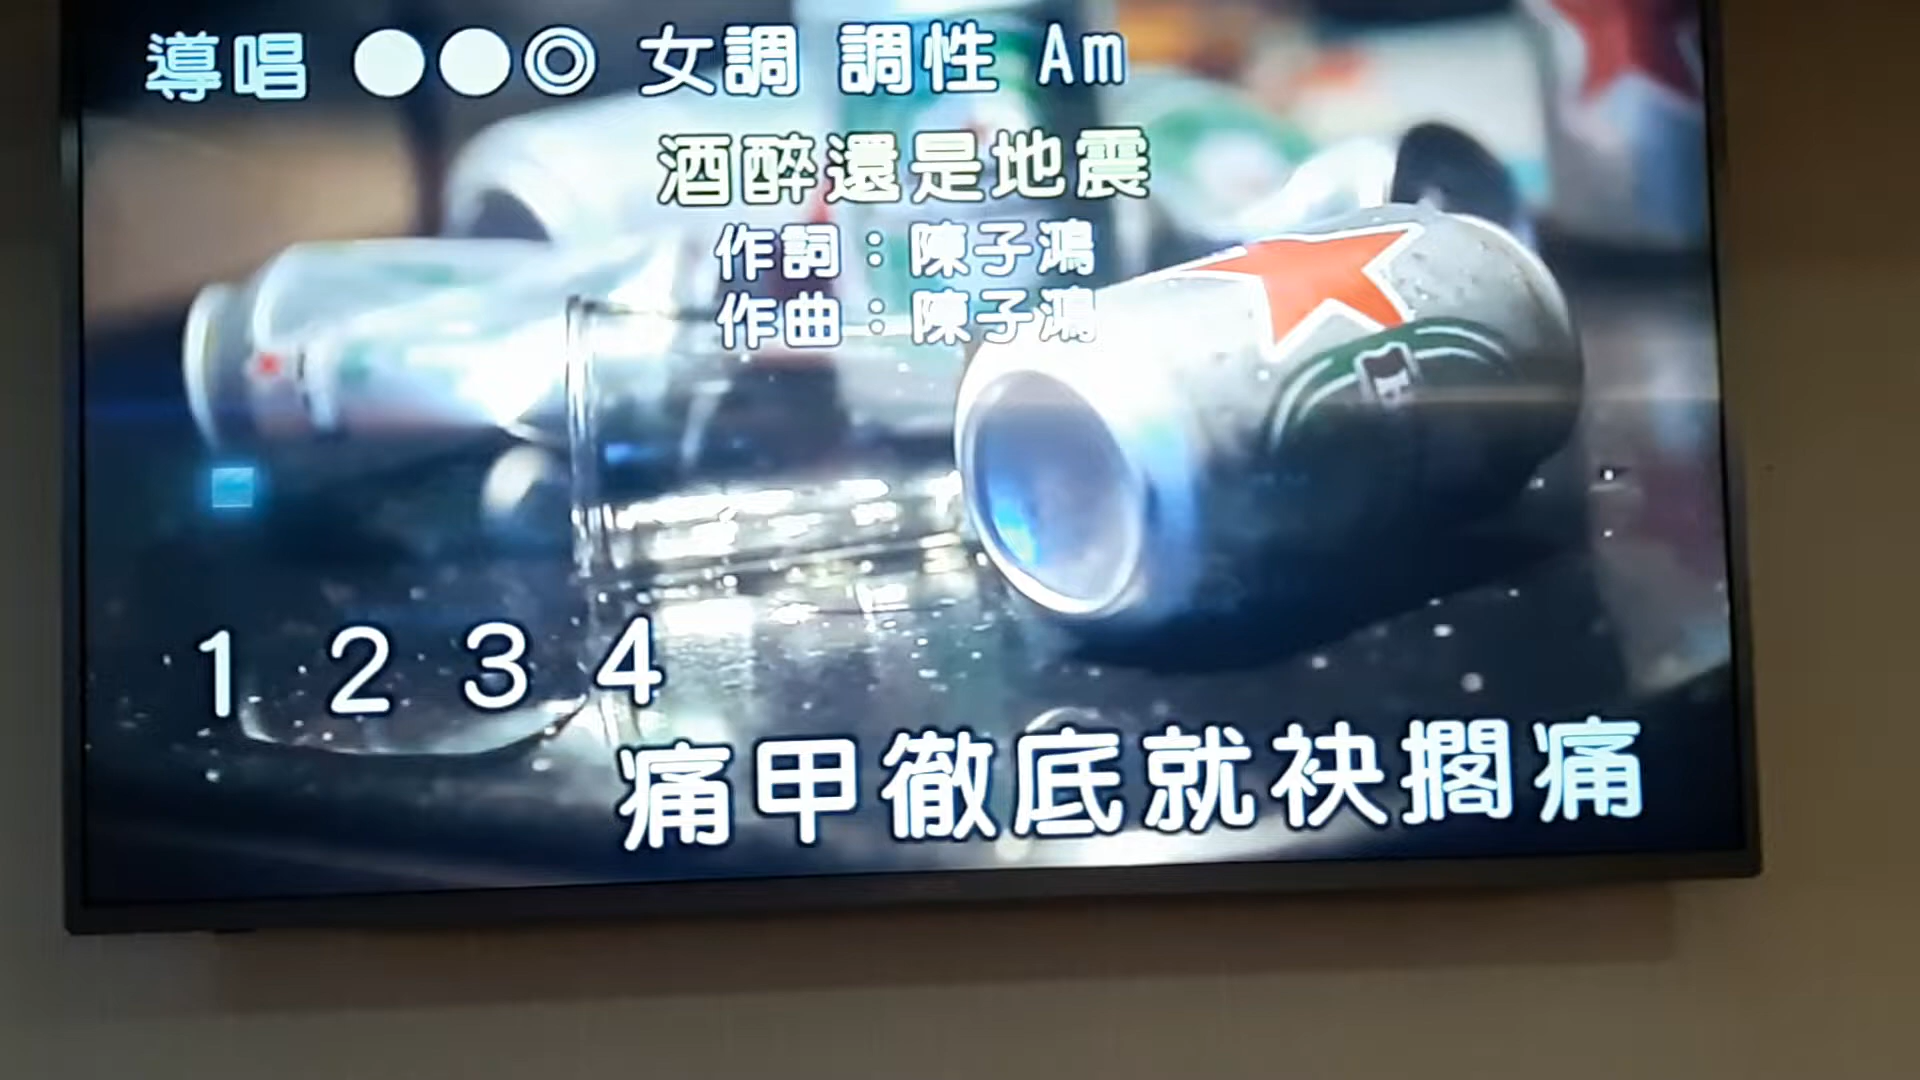 導唱 ●●◎ 女調 調性 Am
酒醉還是地震
作詞：陳子鴻
作曲：陳子鴻
1 2 3 4
痛甲徹底就袂擱痛